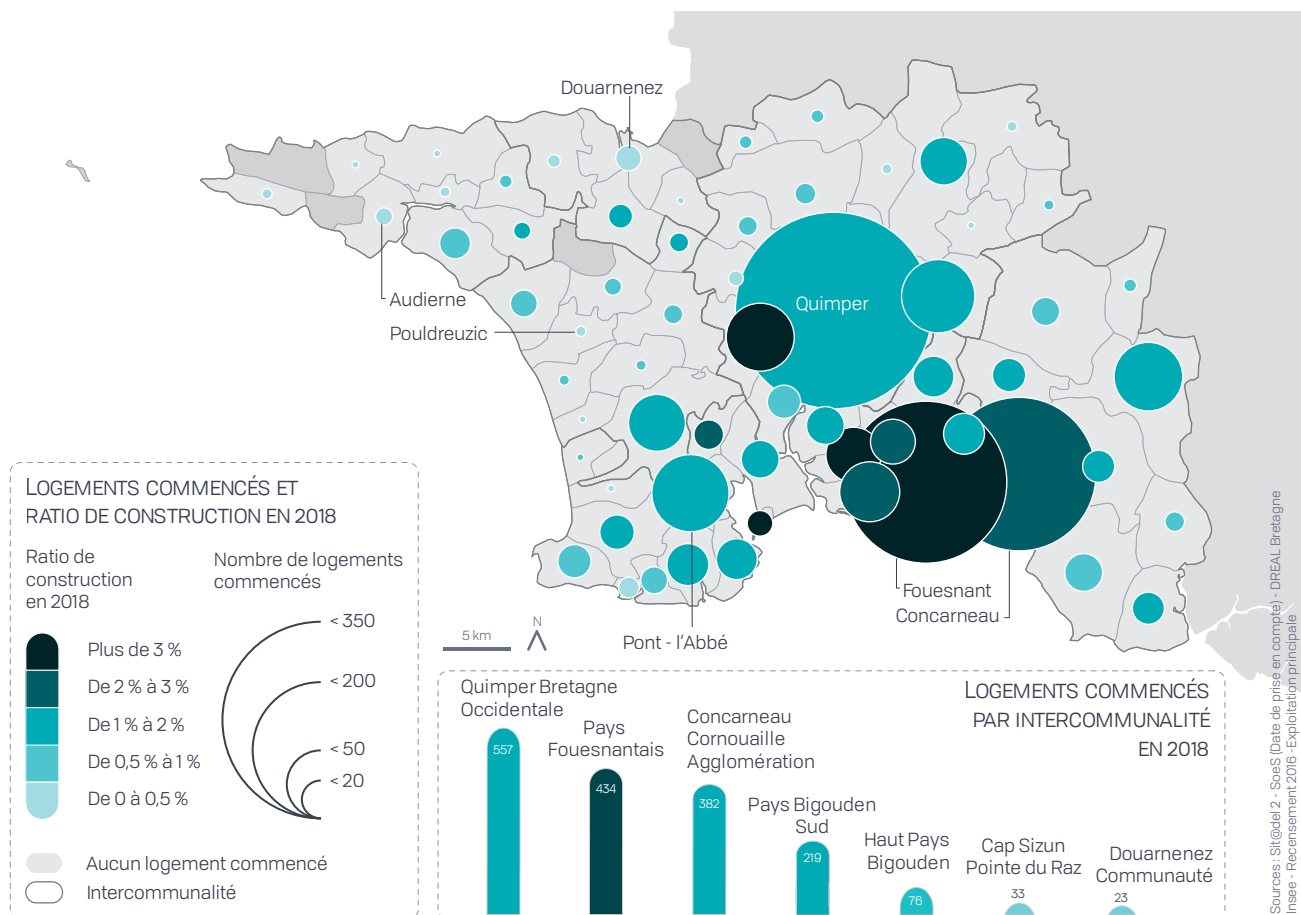 Douarnenez
Audierne
Pouldreuzic
Quimper
Fouesnant
Concarneau
Pont - l'Abbé
5 km
N
LOGEMENTS COMMENCÉS ET
RATIO DE CONSTRUCTION EN 2018
Ratio de
construction
en 2018
Plus de 3 %
De 2 % à 3 %
De 1 % à 2 %
De 0,5 % à 1 %
De 0 à 0,5 %
Nombre de logements
commencés
< 350
< 200
< 50
< 20
Aucun logement commencé
Intercommunalité
LOGEMENTS COMMENCÉS
PAR INTERCOMMUNALITÉ
EN 2018
Quimper Bretagne
Occidentale
557
Pays
Fouesnantais
434
Concarneau
Cornouaille
Agglomération
382
Pays Bigouden
Sud
219
Haut Pays
Bigouden
76
Cap Sizun
Pointe du Raz
33
Douarnenez
Communauté
23
Sources : Sit@del 2 - SoeS (Date de prise en compte) - DREAL Bretagne
Insee - Recensement 2016 - Exploitation principale